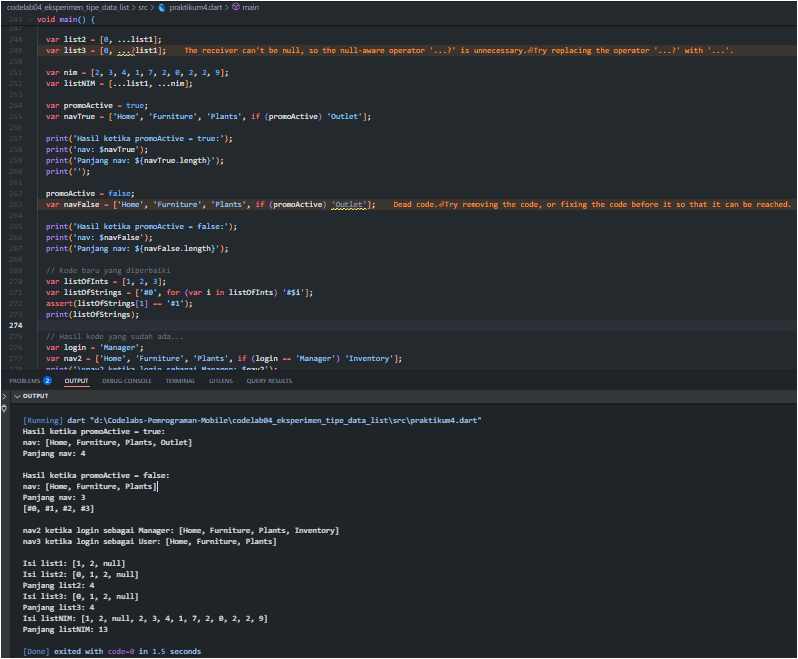 codelab04_eksperimen_tipe_data_list > src > praktikum4.dart > main
243 void main() {
247
248 var list2 = [0, ...list1];
249 var list3 = [0, ...?list1]; The receiver can't be null, so the null-aware operator '...?' is unnecessary.⏎Try replacing the operator '...?' with '...'.
250
251 var nim = [2, 3, 4, 1, 7, 2, 0, 2, 2, 9];
252 var listNIM = [...list1, ...nim];
253
254 var promoActive = true;
255 var navTrue = ['Home', 'Furniture', 'Plants', if (promoActive) 'Outlet'];
256
257 print('Hasil ketika promoActive = true:');
258 print('nav: $navTrue');
259 print('Panjang nav: ${navTrue.length}');
260 print('');
261
262 promoActive = false;
263 var navFalse = ['Home', 'Furniture', 'Plants', if (promoActive) 'Outlet']; Dead code.⏎Try removing the code, or fixing the code before it so that it can be reached.
264
265 print('Hasil ketika promoActive = false:');
266 print('nav: $navFalse');
267 print('Panjang nav: ${navFalse.length}');
268
269 // Kode baru yang diperbaiki
270 var listOfInts = [1, 2, 3];
271 var listOfStrings = ['#0', for (var i in listOfInts) '#$i'];
272 assert(listOfStrings[1] == '#1');
273 print(listOfStrings);
274
275 // Hasil kode yang sudah ada...
276 var login = 'Manager';
277 var nav2 = ['Home', 'Furniture', 'Plants', if (login == 'Manager') 'Inventory'];
278 print('\nnav2 ketika login sebagai Manager: $nav2');
PROBLEMS 2 OUTPUT DEBUG CONSOLE TERMINAL GITLENS QUERY RESULTS
OUTPUT
[Running] dart "d:\Codelabs-Pemrograman-Mobile\codelab04_eksperimen_tipe_data_list\src\praktikum4.dart"
Hasil ketika promoActive = true:
nav: [Home, Furniture, Plants, Outlet]
Panjang nav: 4
Hasil ketika promoActive = false:
nav: [Home, Furniture, Plants]
Panjang nav: 3
[#0, #1, #2, #3]
nav2 ketika login sebagai Manager: [Home, Furniture, Plants, Inventory]
nav3 ketika login sebagai User: [Home, Furniture, Plants]
Isi list1: [1, 2, null]
Isi list2: [0, 1, 2, null]
Panjang list2: 4
Isi list3: [0, 1, 2, null]
Panjang list3: 4
Isi listNIM: [1, 2, null, 2, 3, 4, 1, 7, 2, 0, 2, 2, 9]
Panjang listNIM: 13
[Done] exited with code=0 in 1.5 seconds